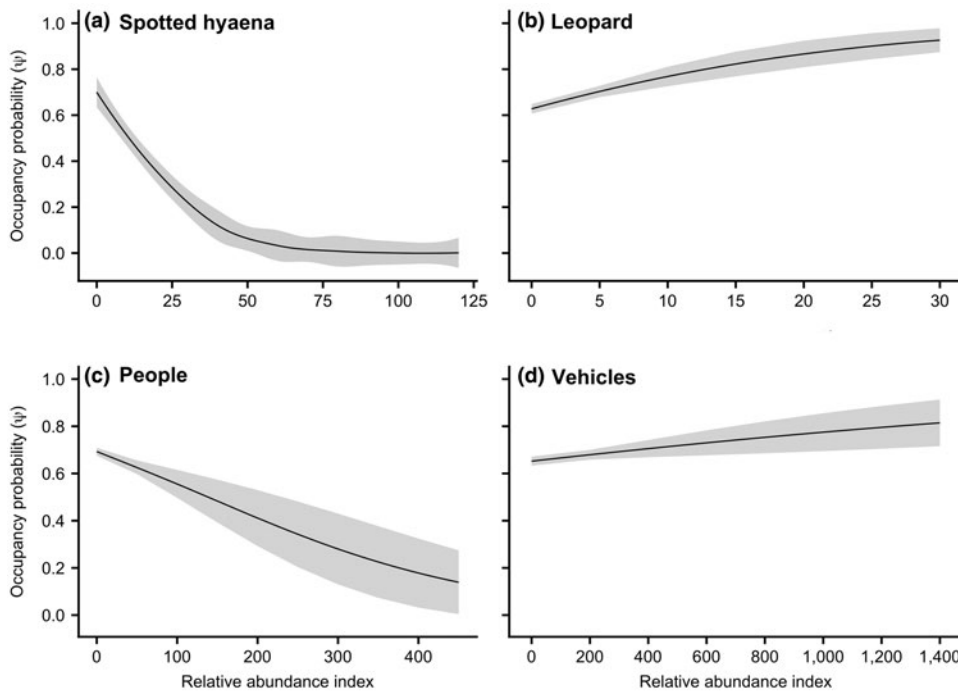 (a) Spotted hyaena
(b) Leopard
Occupancy probability (ψ)
1.0
0.8
0.6
0.4
0.2
0.0
0 25 50 75 100 125
0 5 10 15 20 25 30
(c) People
(d) Vehicles
Occupancy probability (ψ)
1.0
0.8
0.6
0.4
0.2
0.0
0 100 200 300 400
0 200 400 600 800 1,000 1,200 1,400
Relative abundance index
Relative abundance index